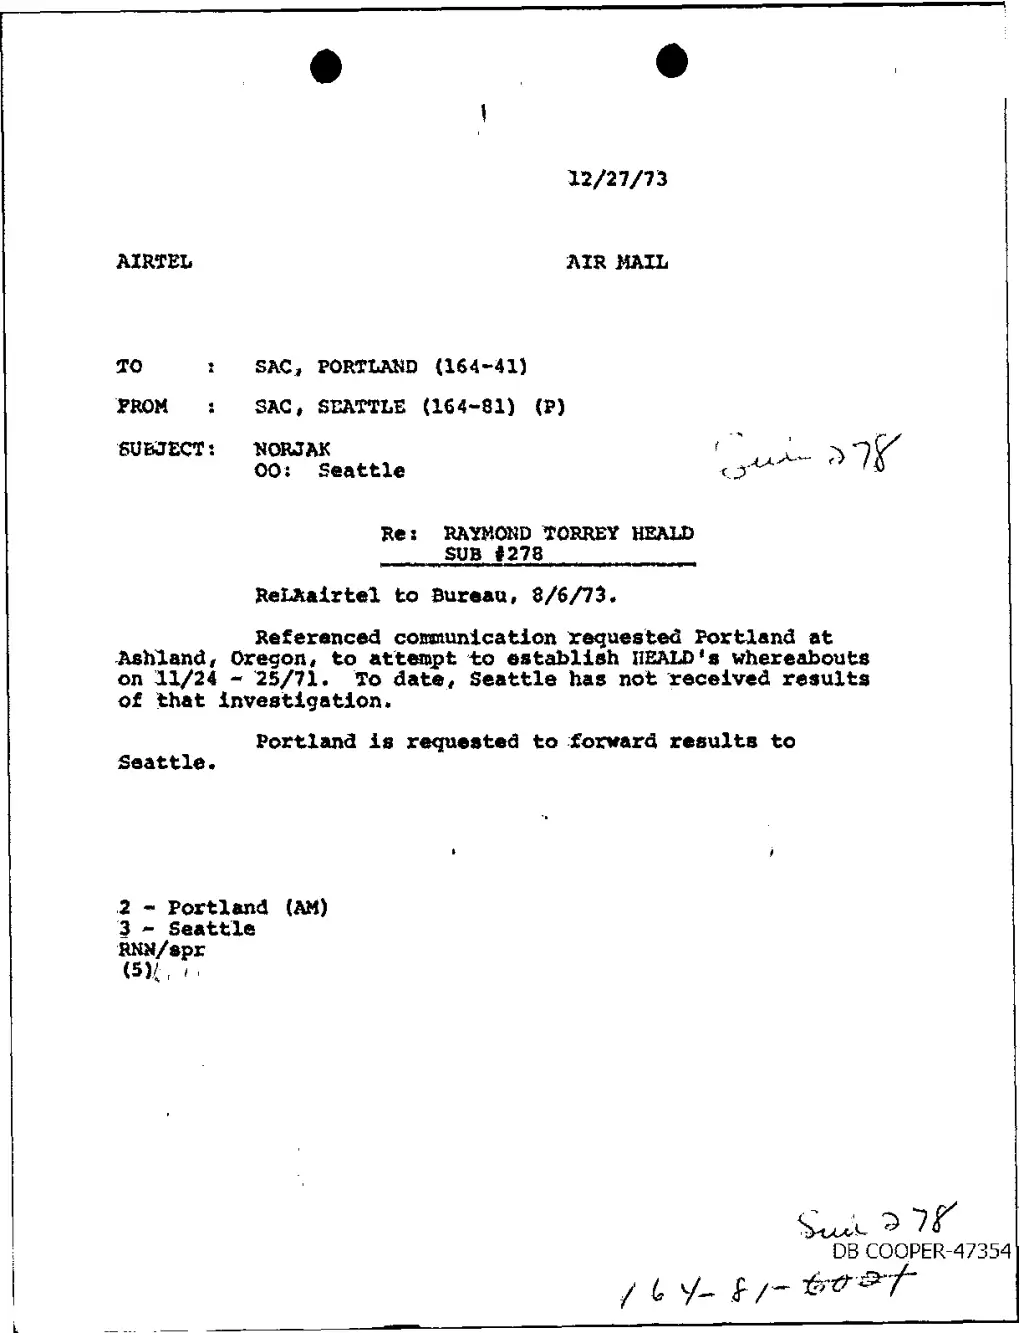 12/27/73
AIRTEL AIR MAIL
TO : SAC, PORTLAND (164-41)
FROM : SAC, SEATTLE (164-81) (P)
SUBJECT: NORJAK
OO: Seattle
Sub 278
Re: RAYMOND TORREY HEALD
SUB #278
ReLAairtel to Bureau, 8/6/73.
Referenced communication requested Portland at
Ashland, Oregon, to attempt to establish HEALD's whereabouts
on 11/24 - 25/71. To date, Seattle has not received results
of that investigation.
Portland is requested to forward results to
Seattle.
2 - Portland (AM)
3 - Seattle
RNN/spr
(5)
Sub 278
DB COOPER-47354
164-81-